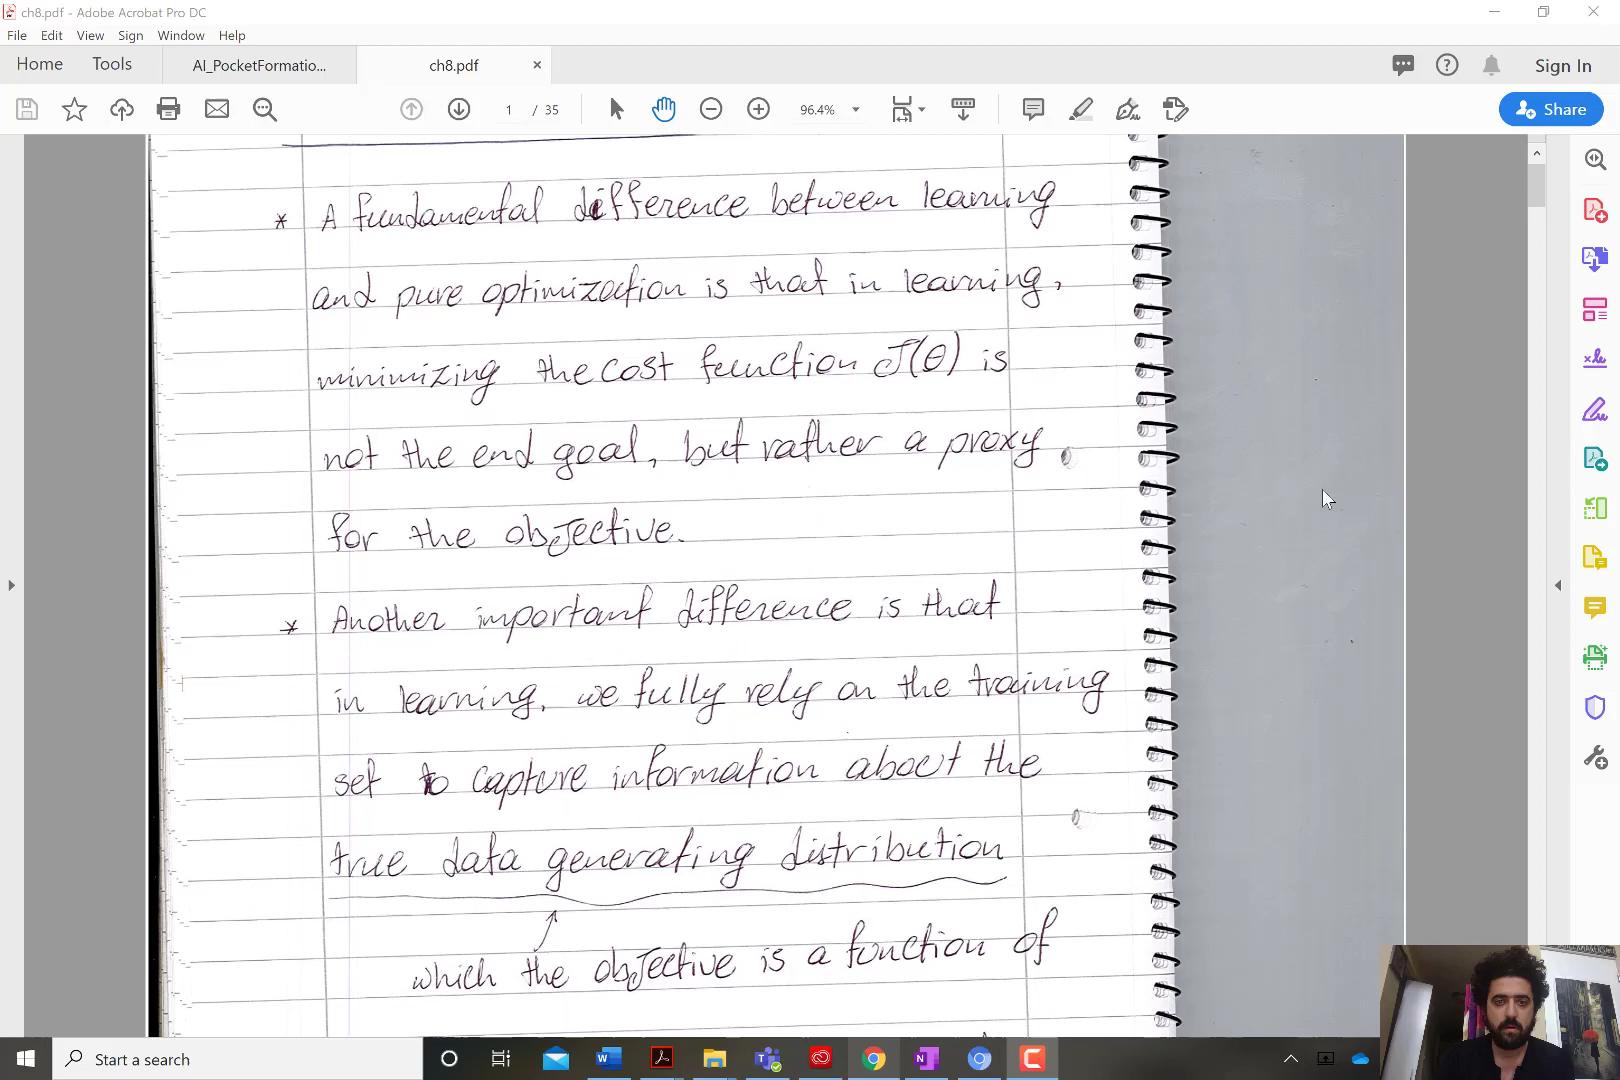 ch8.pdf - Adobe Acrobat Pro DC
File Edit View Sign Window Help
Home Tools AI_PocketFormatio... ch8.pdf × Sign In
1 / 35 96.4% Share
* A fundamental difference between learning
and pure optimization is that in learning,
minimizing the cost function J(θ) is
not the end goal, but rather a proxy
for the objective.
* Another important difference is that
in learning, we fully rely on the training
set to capture information about the
true data generating distribution
which the objective is a function of
Start a search